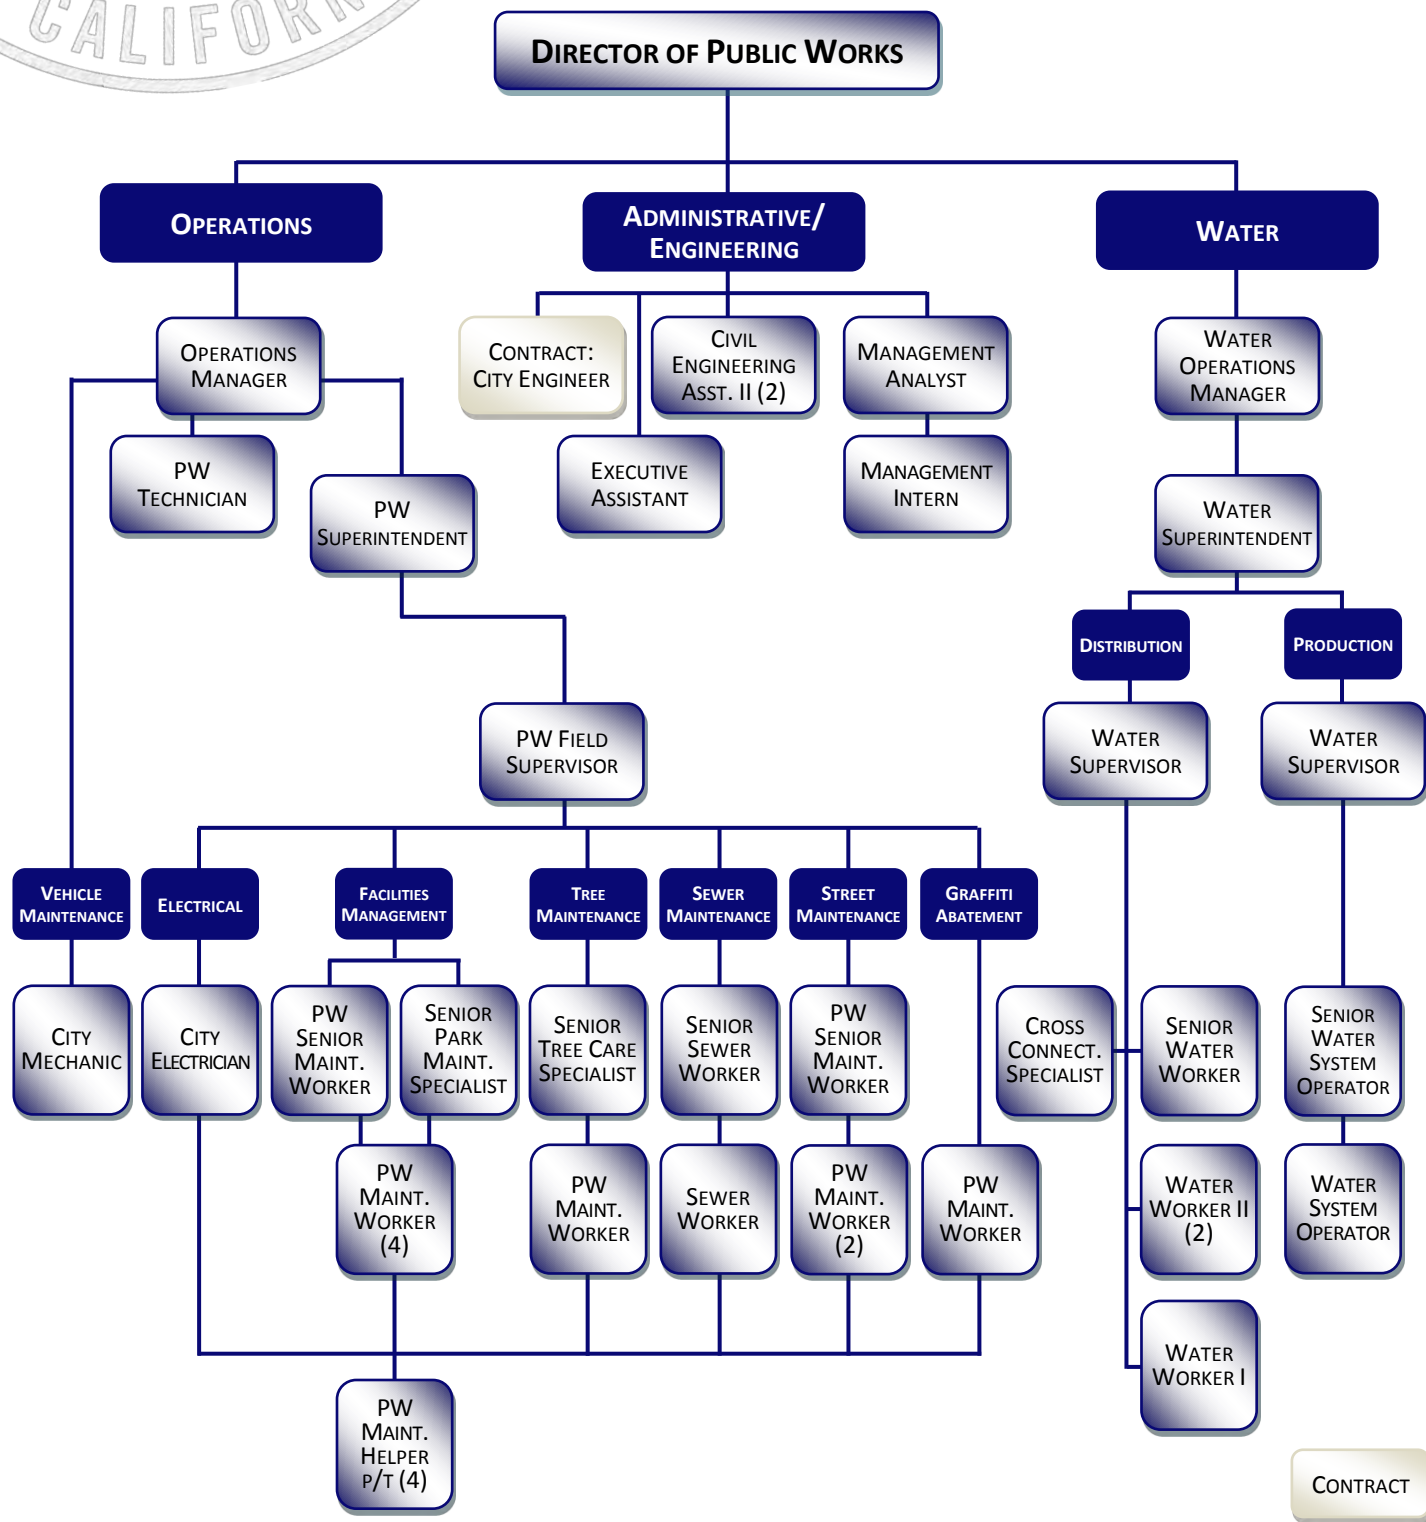 CALIFORN
DIRECTOR OF PUBLIC WORKS
OPERATIONS
ADMINISTRATIVE/
ENGINEERING
WATER
OPERATIONS
MANAGER
CONTRACT:
CITY ENGINEER
CIVIL
ENGINEERING
ASST. II (2)
MANAGEMENT
ANALYST
WATER
OPERATIONS
MANAGER
PW
TECHNICIAN
PW
SUPERINTENDENT
EXECUTIVE
ASSISTANT
MANAGEMENT
INTERN
WATER
SUPERINTENDENT
DISTRIBUTION
PRODUCTION
PW FIELD
SUPERVISOR
WATER
SUPERVISOR
WATER
SUPERVISOR
VEHICLE
MAINTENANCE
ELECTRICAL
FACILITIES
MANAGEMENT
TREE
MAINTENANCE
SEWER
MAINTENANCE
STREET
MAINTENANCE
GRAFFITI
ABATEMENT
CITY
MECHANIC
CITY
ELECTRICIAN
PW
SENIOR
MAINT.
WORKER
SENIOR
PARK
MAINT.
SPECIALIST
SENIOR
TREE CARE
SPECIALIST
SENIOR
SEWER
WORKER
PW
SENIOR
MAINT.
WORKER
CROSS
CONNECT.
SPECIALIST
SENIOR
WATER
WORKER
SENIOR
WATER
SYSTEM
OPERATOR
PW
MAINT.
WORKER
(4)
PW
MAINT.
WORKER
SEWER
WORKER
PW
MAINT.
WORKER
(2)
PW
MAINT.
WORKER
WATER
WORKER II
(2)
WATER
SYSTEM
OPERATOR
WATER
WORKER I
PW
MAINT.
HELPER
P/T (4)
CONTRACT